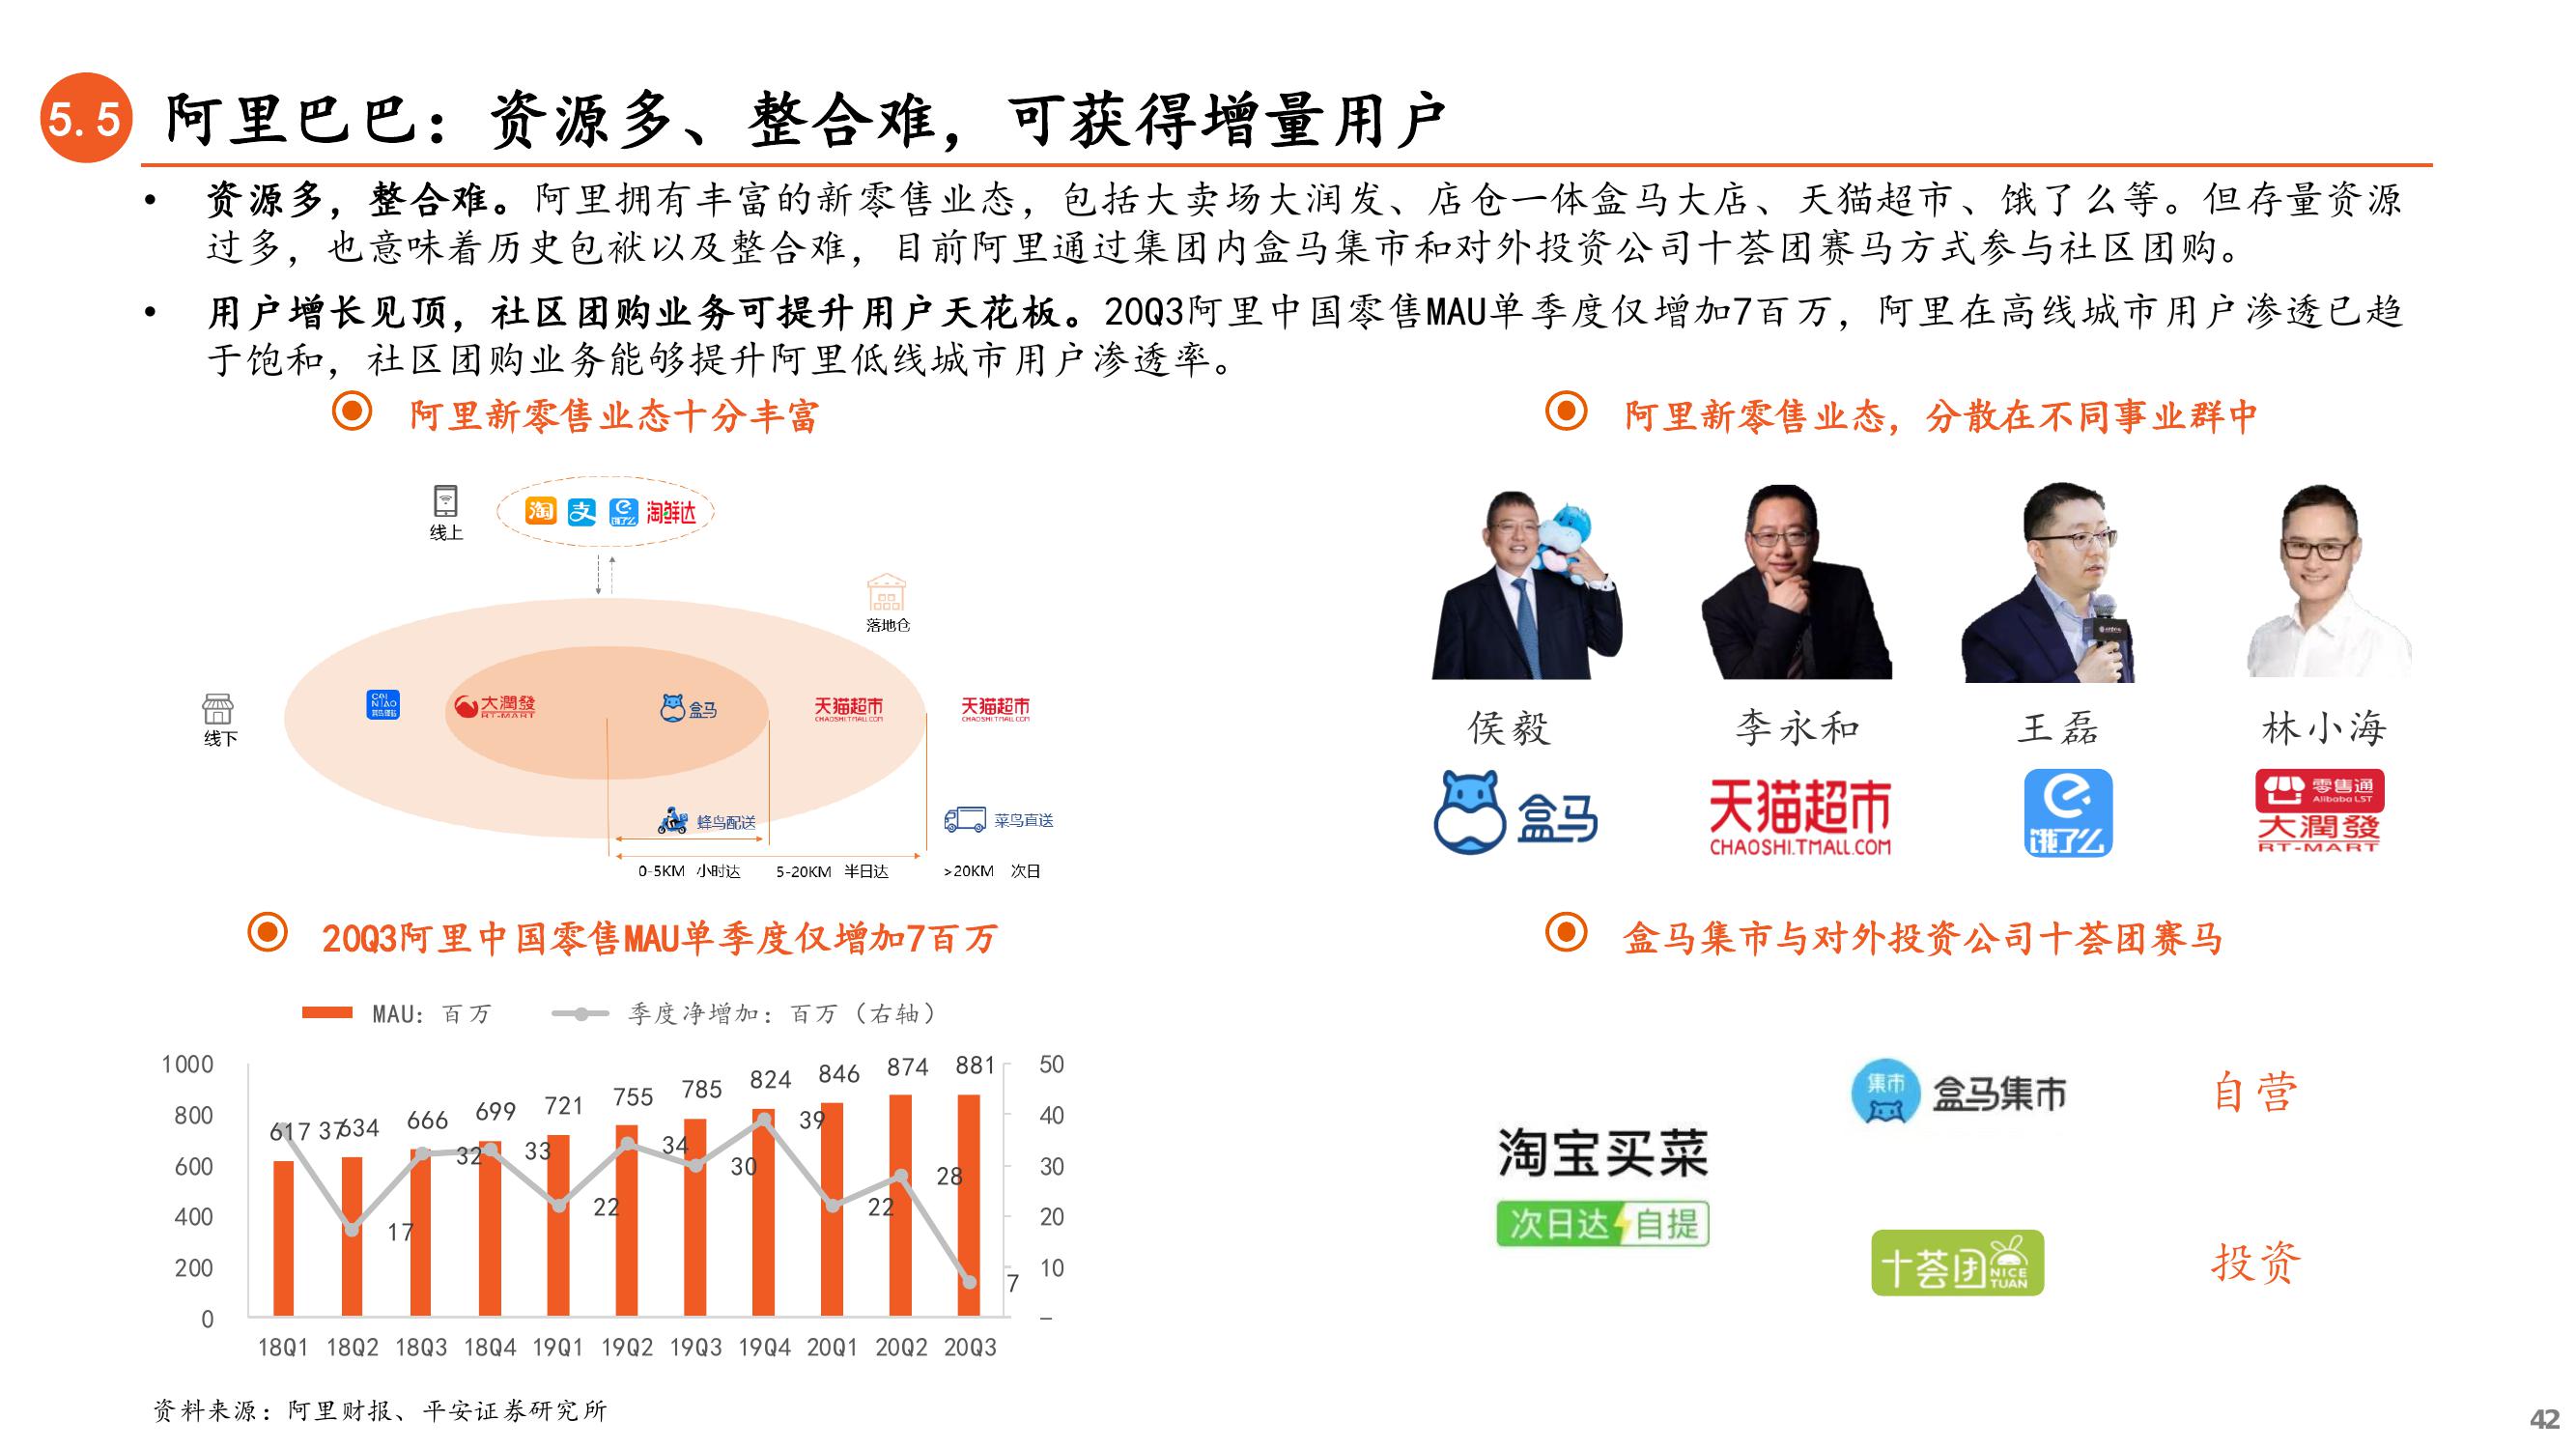 5.5
阿里巴巴：资源多、整合难，可获得增量用户
• 资源多，整合难。阿里拥有丰富的新零售业态，包括大卖场大润发、店仓一体盒马大店、天猫超市、饿了么等。但存量资源
过多，也意味着历史包袱以及整合难，目前阿里通过集团内盒马集市和对外投资公司十荟团赛马方式参与社区团购。
• 用户增长见顶，社区团购业务可提升用户天花板。20Q3阿里中国零售MAU单季度仅增加7百万，阿里在高线城市用户渗透已趋
于饱和，社区团购业务能够提升阿里低线城市用户渗透率。
阿里新零售业态十分丰富
线上
淘 支 饿了么 淘鲜达
落地仓
线下
大潤發
RT-MART
盒马
天猫超市
CHAOSHI.TMALL.COM
天猫超市
CHAOSHI.TMALL.COM
蜂鸟配送
菜鸟直送
0-5KM 小时达
5-20KM 半日达
>20KM 次日
阿里新零售业态，分散在不同事业群中
侯毅
李永和
王磊
林小海
盒马
天猫超市
CHAOSHI.TMALL.COM
饿了么
零售通
Alibaba LST
大潤發
RT-MART
20Q3阿里中国零售MAU单季度仅增加7百万
MAU：百万
季度净增加：百万（右轴）
1000
800
600
400
200
0
617
634
666
699
721
755
785
824
846
874
881
37
17
32
33
22
34
30
39
22
28
7
50
40
30
20
10
–
18Q1 18Q2 18Q3 18Q4 19Q1 19Q2 19Q3 19Q4 20Q1 20Q2 20Q3
盒马集市与对外投资公司十荟团赛马
淘宝买菜
次日达 自提
集市
盒马集市
自营
十荟团
NICE
TUAN
投资
资料来源：阿里财报、平安证券研究所
42